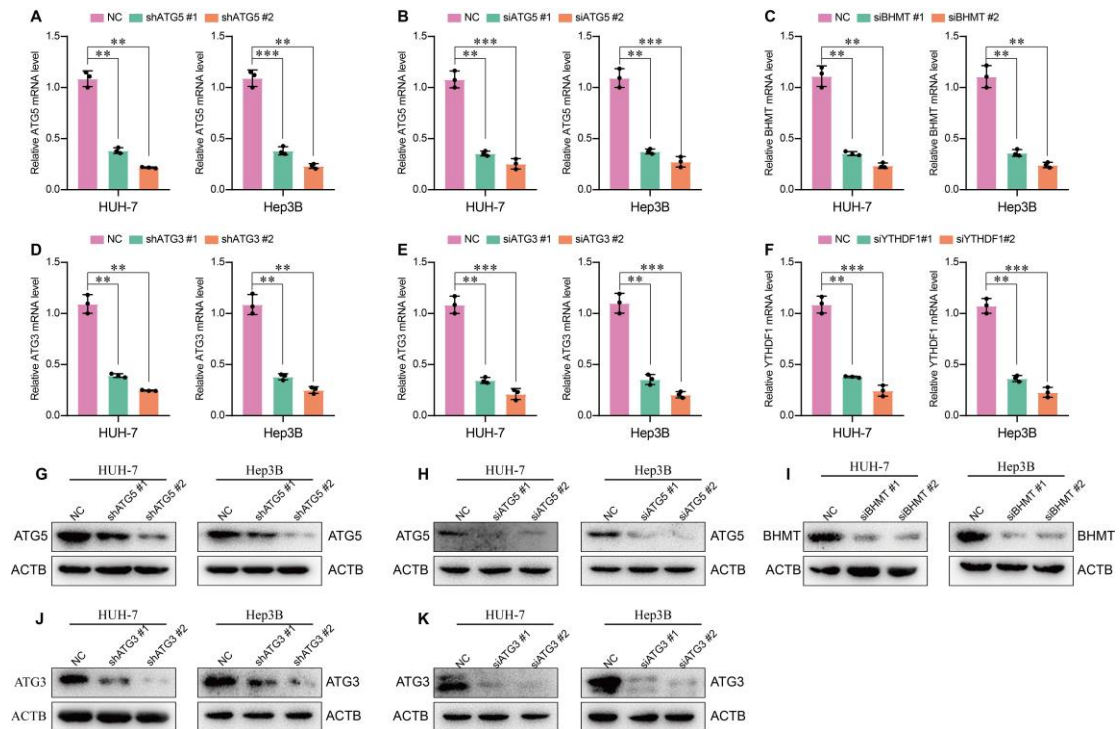 A
NC shATG5 #1 shATG5 #2
Relative ATG5 mRNA level
1.5
1.0
0.5
0.0
**
**
HUH-7
Relative ATG5 mRNA level
1.5
1.0
0.5
0.0
**
***
Hep3B
B
NC siATG5 #1 siATG5 #2
Relative ATG5 mRNA level
1.5
1.0
0.5
0.0
***
**
HUH-7
Relative ATG5 mRNA level
1.5
1.0
0.5
0.0
***
**
Hep3B
C
NC siBHMT #1 siBHMT #2
Relative BHMT mRNA level
1.5
1.0
0.5
0.0
**
**
HUH-7
Relative BHMT mRNA level
1.5
1.0
0.5
0.0
**
**
Hep3B
D
NC shATG3 #1 shATG3 #2
Relative ATG3 mRNA level
1.5
1.0
0.5
0.0
**
**
HUH-7
Relative ATG3 mRNA level
1.5
1.0
0.5
0.0
**
**
Hep3B
E
NC siATG3 #1 siATG3 #2
Relative ATG3 mRNA level
1.5
1.0
0.5
0.0
***
**
HUH-7
Relative ATG3 mRNA level
1.5
1.0
0.5
0.0
***
**
Hep3B
F
NC siYTHDF1#1 siYTHDF1#2
Relative YTHDF1 mRNA level
1.5
1.0
0.5
0.0
***
**
HUH-7
Relative YTHDF1 mRNA level
1.5
1.0
0.5
0.0
***
**
Hep3B
G
HUH-7 Hep3B
NC shATG5 #1 shATG5 #2 NC shATG5 #1 shATG5 #2
ATG5 ATG5
ACTB ACTB
H
HUH-7 Hep3B
NC siATG5 #1 siATG5 #2 NC siATG5 #1 siATG5 #2
ATG5 ATG5
ACTB ACTB
I
HUH-7 Hep3B
NC siBHMT #1 siBHMT #2 NC siBHMT #1 siBHMT #2
BHMT BHMT
ACTB ACTB
J
HUH-7 Hep3B
NC shATG3 #1 shATG3 #2 NC shATG3 #1 shATG3 #2
ATG3 ATG3
ACTB ACTB
K
HUH-7 Hep3B
NC siATG3 #1 siATG3 #2 NC siATG3 #1 siATG3 #2
ATG3 ATG3
ACTB ACTB